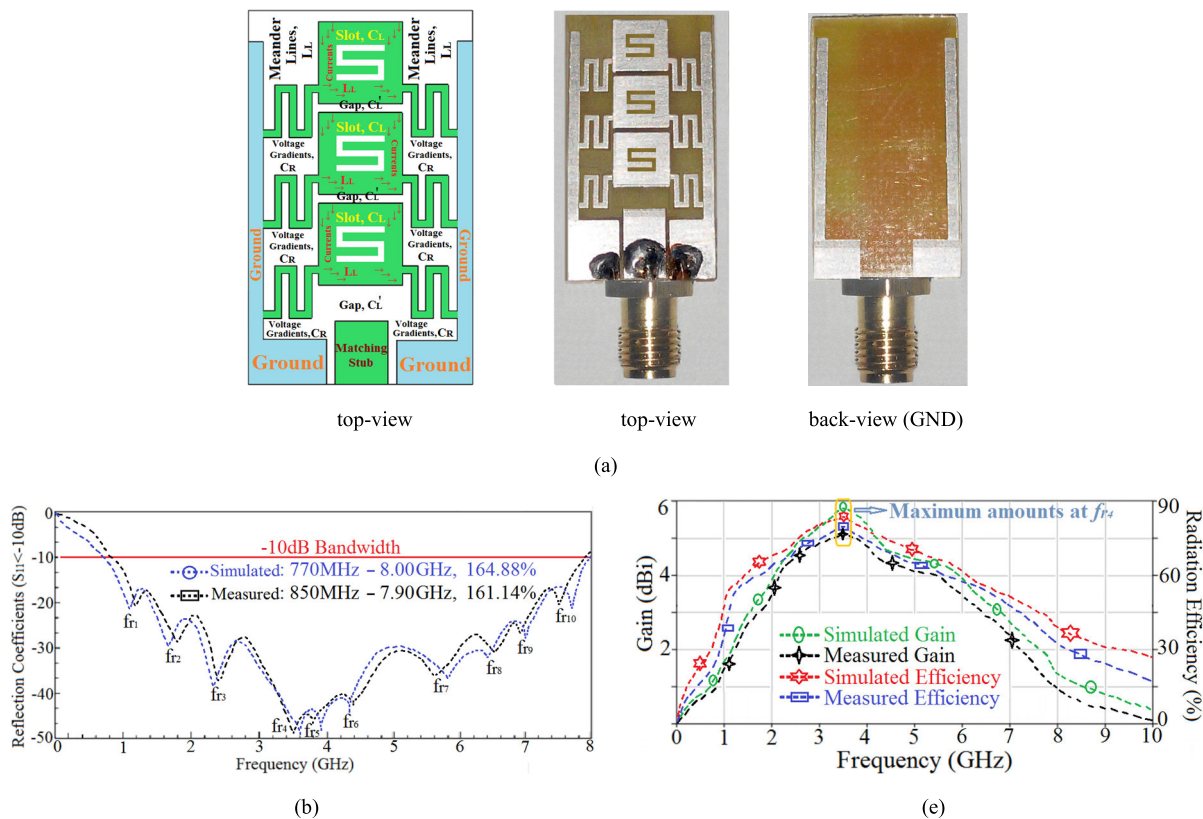 Meander
Lines, LL
Slot, CL
Meander
Lines, LL
Currents
LL
Gap, CL'
Voltage
Gradients,
CR
Slot, CL
Currents
Voltage
Gradients,
CR
LL
Gap, CL'
Ground
Voltage
Gradients,
CR
Slot, CL
Currents
Voltage
Gradients,
CR
Ground
LL
Gap, CL'
Voltage
Gradients, CR
Voltage
Gradients, CR
Ground
Matching
Stub
Ground
top-view
top-view
back-view (GND)
(a)
Reflection Coefficients (S11<-10dB)
0
-10
-20
-30
-40
-50
-10dB Bandwidth
Simulated: 770MHz – 8.00GHz, 164.88%
Measured: 850MHz – 7.90GHz, 161.14%
fr1
fr2
fr3
fr4
fr5
fr6
fr7
fr8
fr9
fr10
0 1 2 3 4 5 6 7 8
Frequency (GHz)
(b)
Gain (dBi)
6
4
2
0
Maximum amounts at fr4
Simulated Gain
Measured Gain
Simulated Efficiency
Measured Efficiency
90
60
30
0
Radiation Efficiency (%)
0 1 2 3 4 5 6 7 8 9 10
Frequency (GHz)
(e)